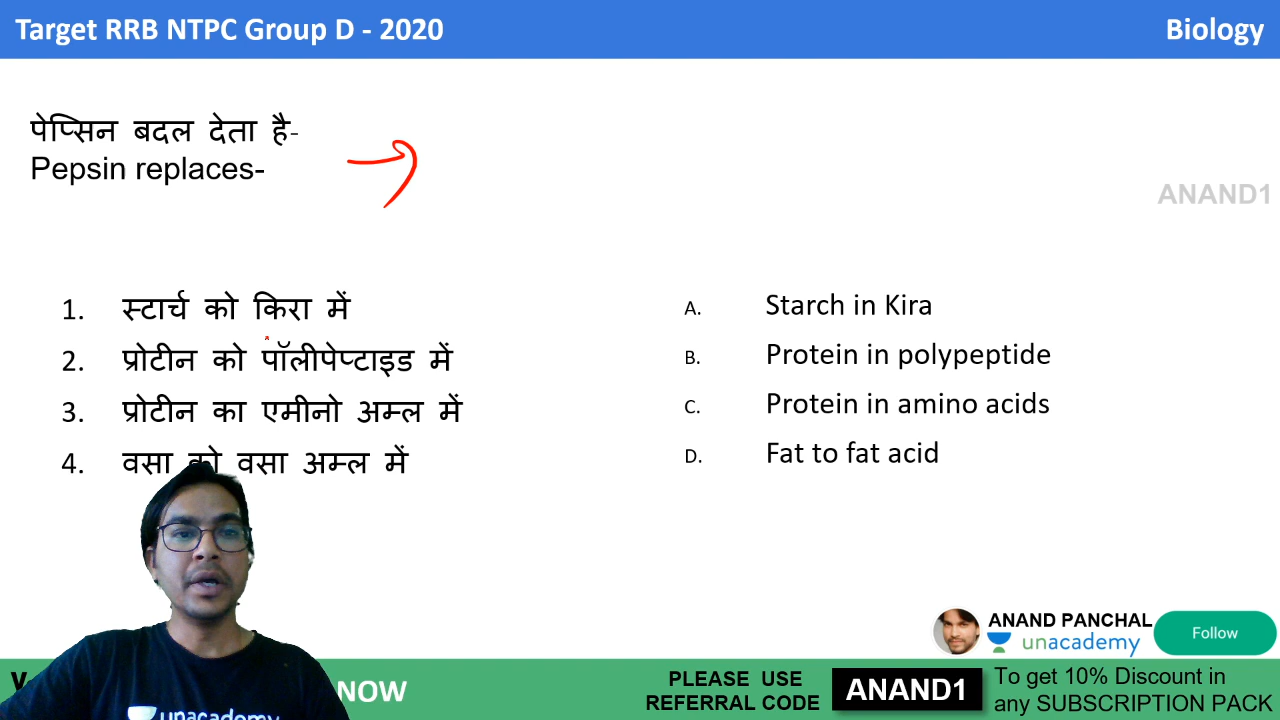 Target RRB NTPC Group D - 2020
Biology
पेप्सिन बदल देता है-
Pepsin replaces-
ANAND1
1. स्टार्च को किरा में
2. प्रोटीन को पॉलीपेप्टाइड में
3. प्रोटीन का एमीनो अम्ल में
4. वसा को वसा अम्ल में
A. Starch in Kira
B. Protein in polypeptide
C. Protein in amino acids
D. Fat to fat acid
ANAND PANCHAL
unacademy
Follow
NOW
PLEASE USE
REFERRAL CODE
ANAND1
To get 10% Discount in
any SUBSCRIPTION PACK
unacademy